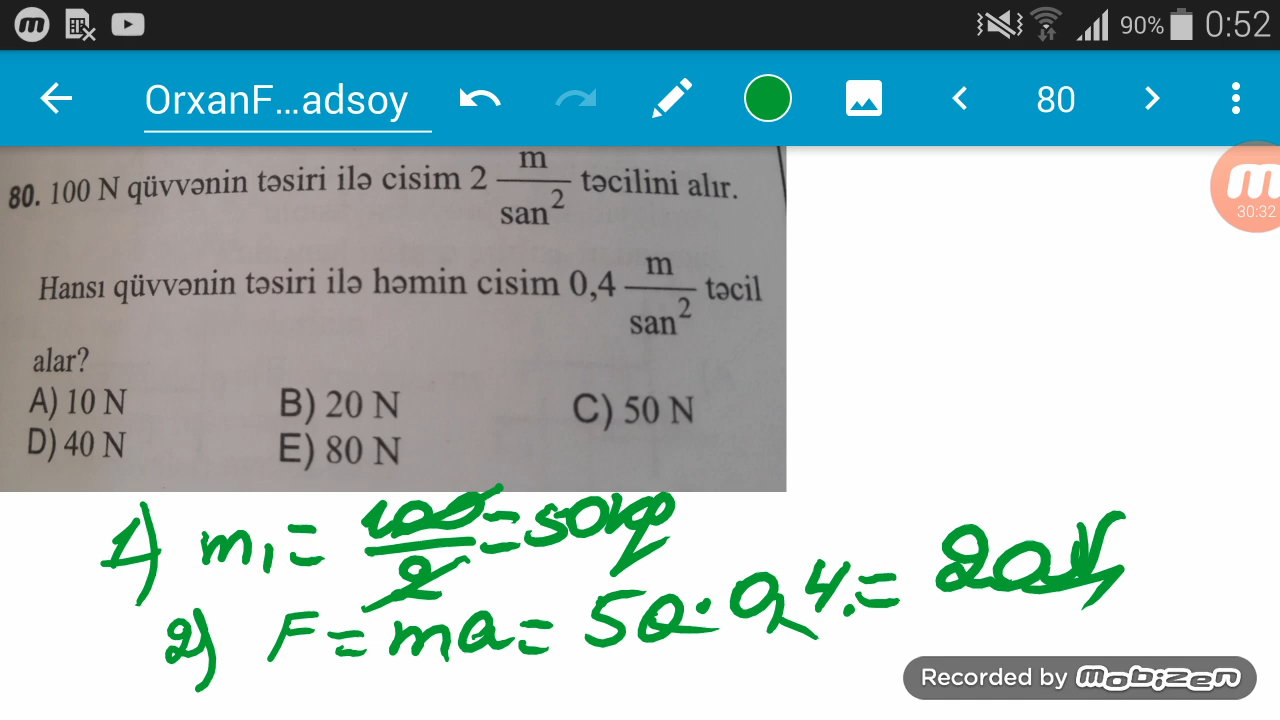 90% 0:52
OrxanF...adsoy 80
30:32
80. 100 N qüvvənin təsiri ilə cisim 2 m/san² təcilini alır.
Hansı qüvvənin təsiri ilə həmin cisim 0,4 m/san² təcil
alar?
A) 10 N B) 20 N C) 50 N
D) 40 N E) 80 N
1) m₁ = 100/2 = 50kq
2) F = ma = 50·0,4 = 20N
Recorded by mobizen